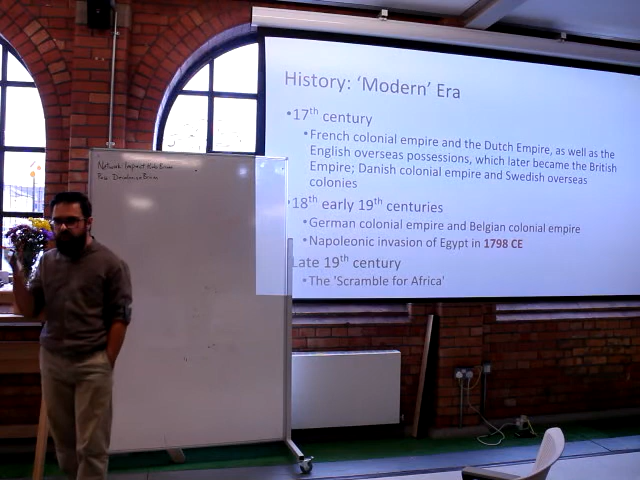 History: ‘Modern’ Era
•17th century
•French colonial empire and the Dutch Empire, as well as the
English overseas possessions, which later became the British
Empire; Danish colonial empire and Swedish overseas
colonies
•18th early 19th centuries
•German colonial empire and Belgian colonial empire
•Napoleonic invasion of Egypt in 1798 CE
Late 19th century
•The 'Scramble for Africa'
Network:
Pass: